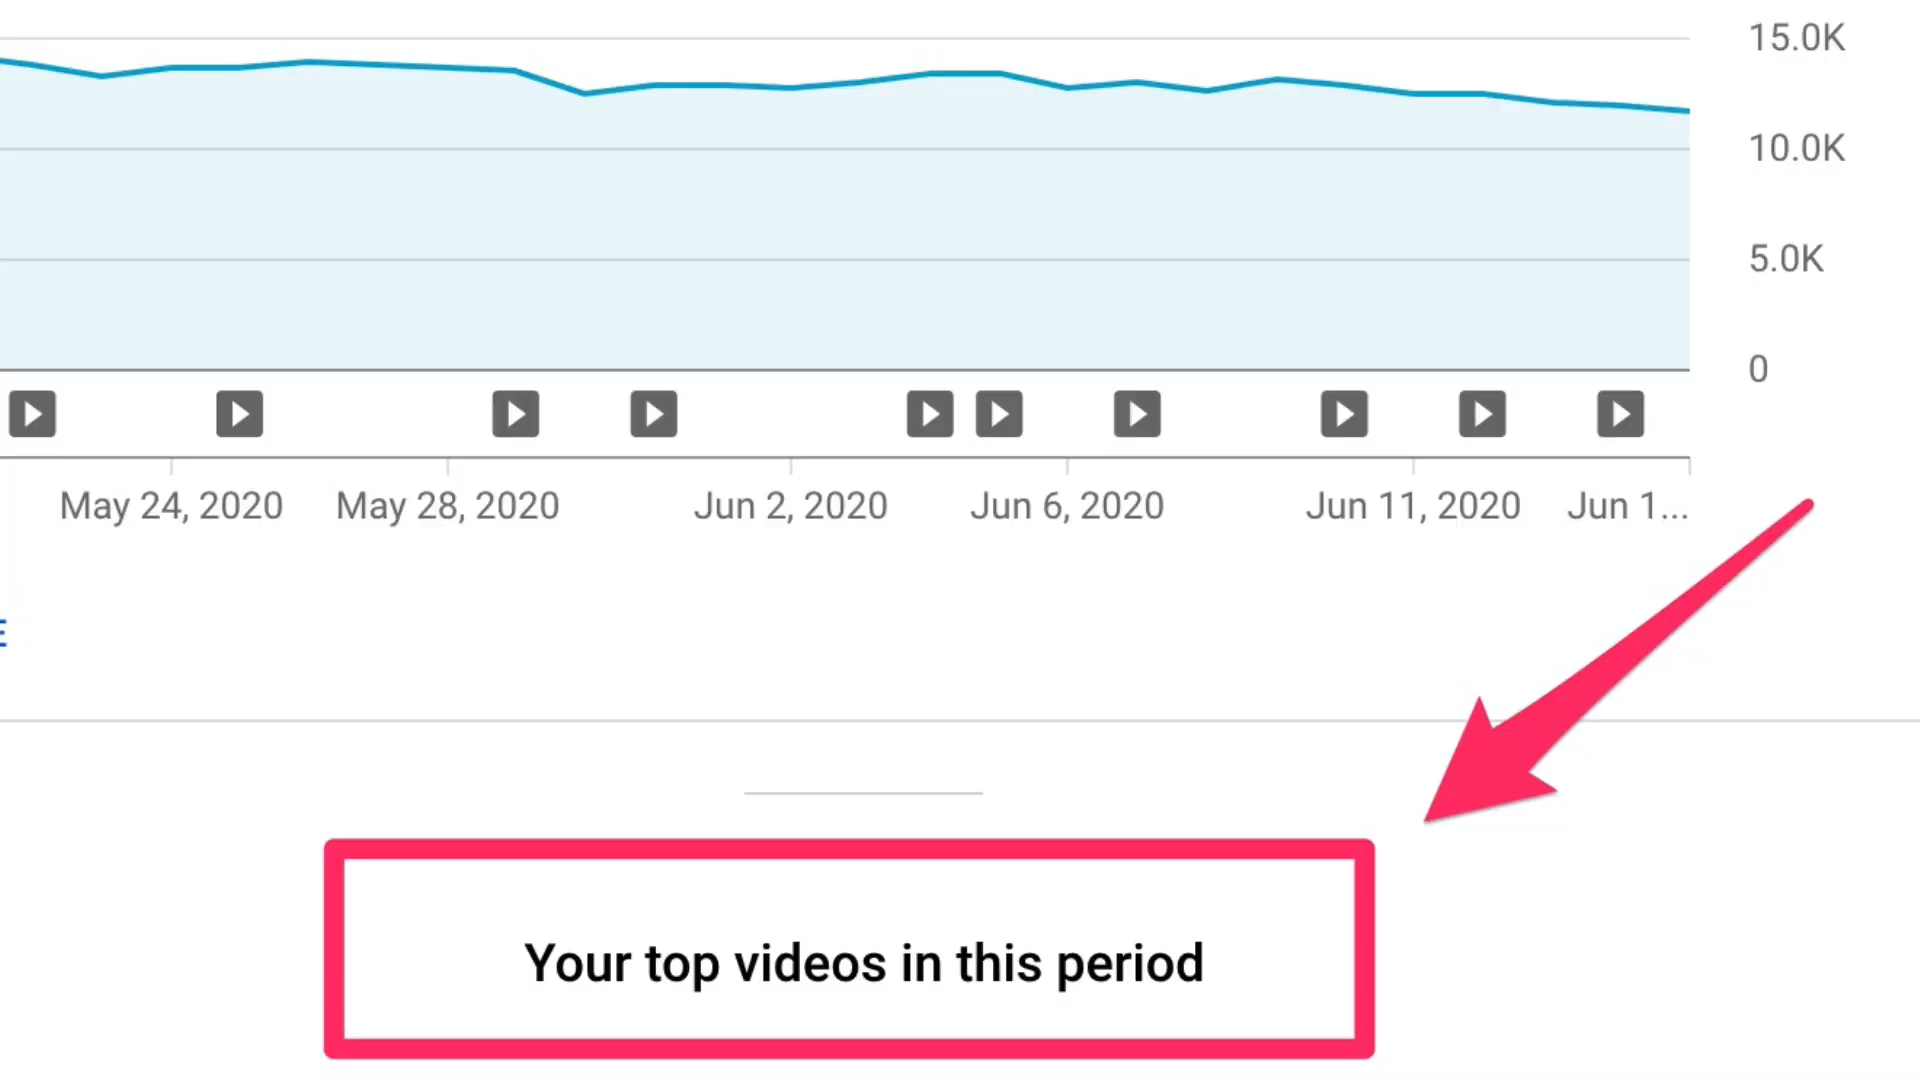 15.0K
10.0K
5.0K
0
May 24, 2020 May 28, 2020 Jun 2, 2020 Jun 6, 2020 Jun 11, 2020 Jun 1...
E
Your top videos in this period